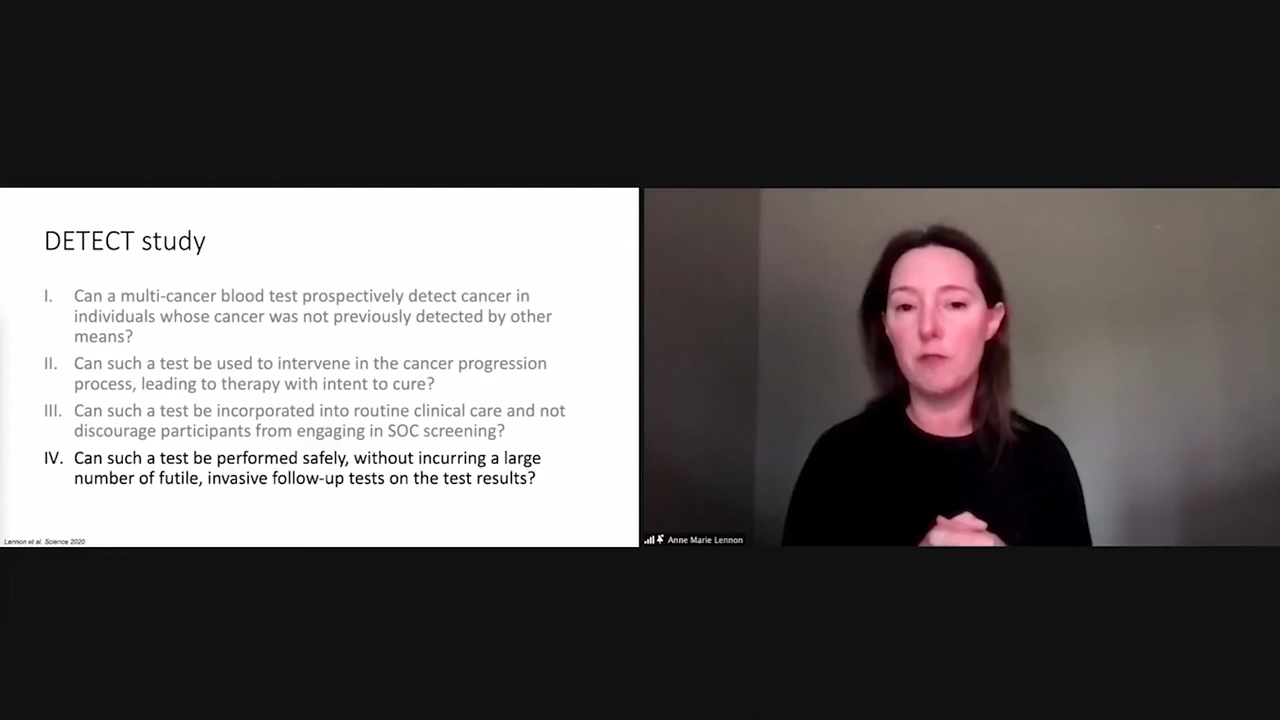 DETECT study
I. Can a multi-cancer blood test prospectively detect cancer in
individuals whose cancer was not previously detected by other
means?
II. Can such a test be used to intervene in the cancer progression
process, leading to therapy with intent to cure?
III. Can such a test be incorporated into routine clinical care and not
discourage participants from engaging in SOC screening?
IV. Can such a test be performed safely, without incurring a large
number of futile, invasive follow-up tests on the test results?
Lennon et al. Science 2020
Anne Marie Lennon